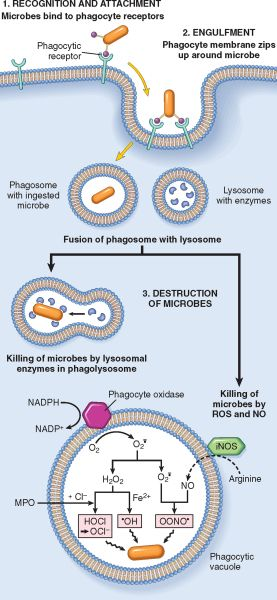 1. RECOGNITION AND ATTACHMENT
Microbes bind to phagocyte receptors
Phagocytic
receptor
2. ENGULFMENT
Phagocyte membrane zips
up around microbe
Phagosome
with ingested
microbe
Lysosome
with enzymes
Fusion of phagosome with lysosome
3. DESTRUCTION
OF MICROBES
Killing of microbes by lysosomal
enzymes in phagolysosome
Killing of
microbes by
ROS and NO
Phagocyte oxidase
NADPH
NADP+
O2
O2
iNOS
Arginine
H2O2
O2
NO
MPO
+ Cl–
Fe2+
HOCl
➔OCl–
•OH
OONO•
Phagocytic
vacuole